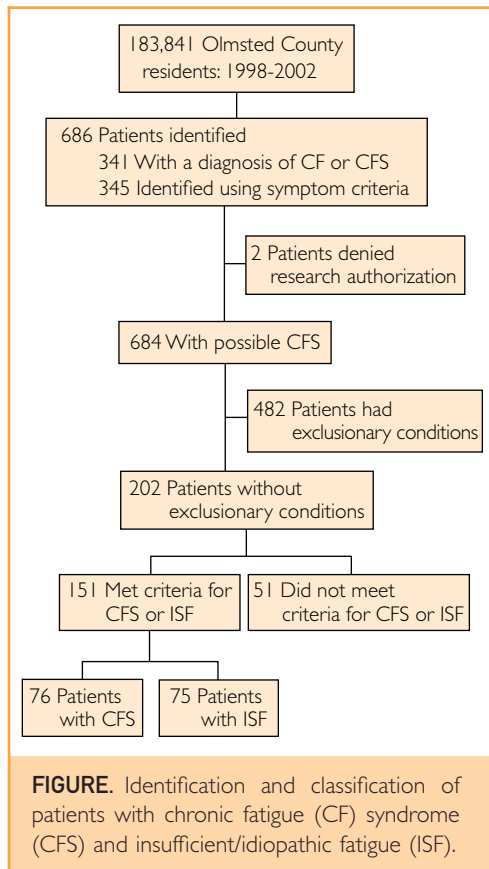 183,841 Olmsted County
residents: 1998-2002
686 Patients identified
341 With a diagnosis of CF or CFS
345 Identified using symptom criteria
2 Patients denied
research authorization
684 With possible CFS
482 Patients had
exclusionary conditions
202 Patients without
exclusionary conditions
151 Met criteria for
CFS or ISF
51 Did not meet
criteria for CFS or ISF
76 Patients
with CFS
75 Patients
with ISF
FIGURE. Identification and classification of
patients with chronic fatigue (CF) syndrome
(CFS) and insufficient/idiopathic fatigue (ISF).